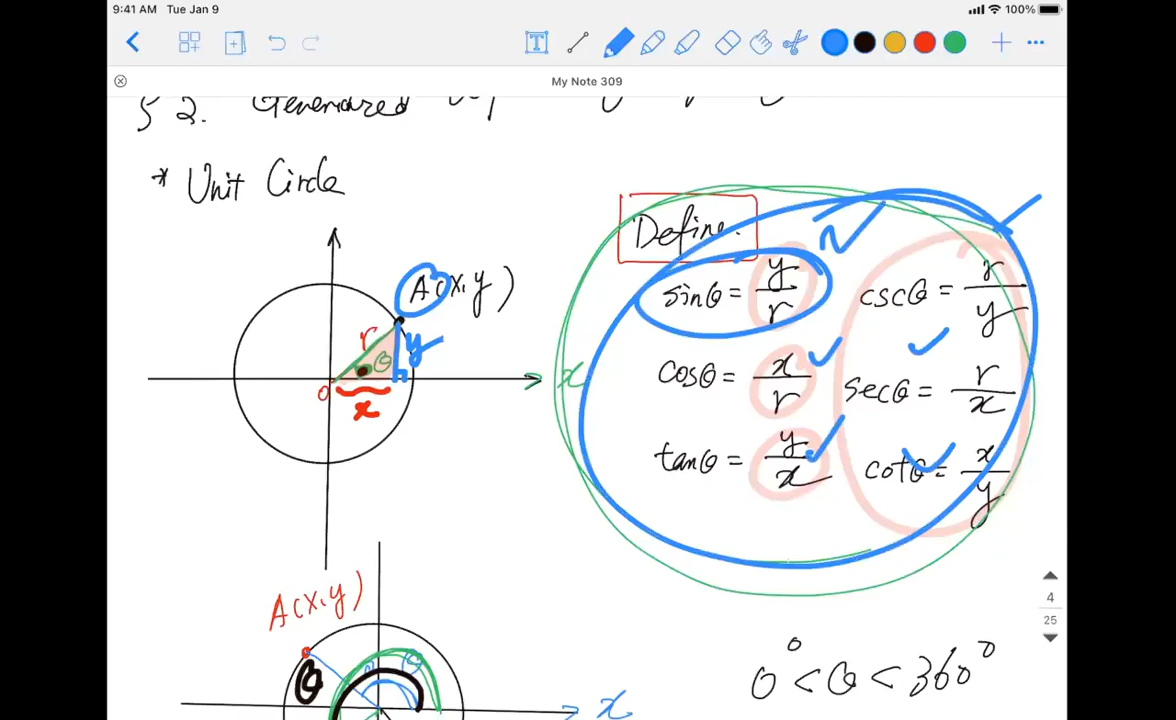 9:41 AM Tue Jan 9
100%
My Note 309
§2. Generalized
* Unit Circle
Define.
A(x,y)
r
θ
y
O
x
x
sinθ = y/r
cscθ = r/y
cosθ = x/r
secθ = r/x
tanθ = y/x
cotθ = x/y
4
25
A(x,y)
θ
x
0° < θ < 360°